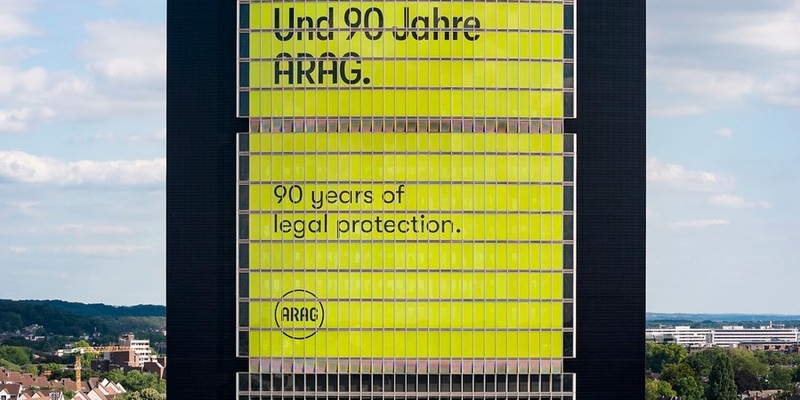 Und 90 Jahre
ARAG.
90 years of
legal protection.
ARAG